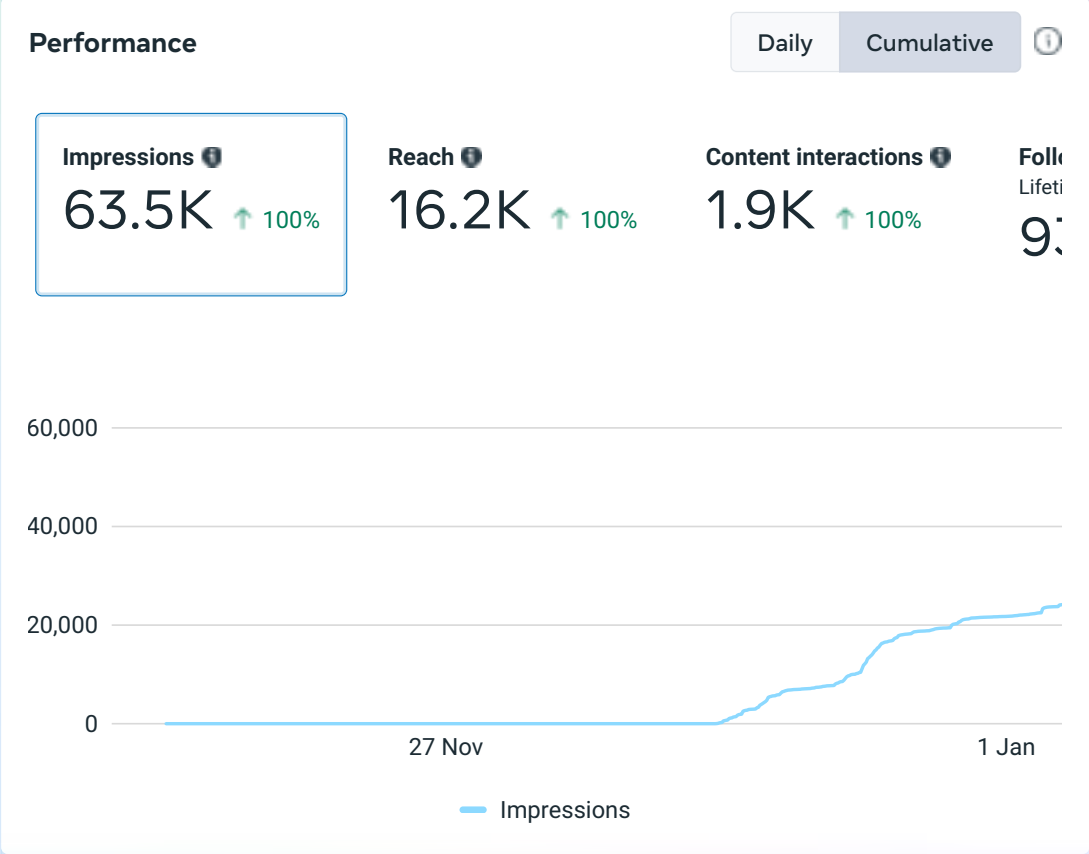 Performance
Daily Cumulative
Impressions Reach Content interactions
63.5K 100% 16.2K 100% 1.9K 100%
60,000
40,000
20,000
0
27 Nov 1 Jan
Impressions